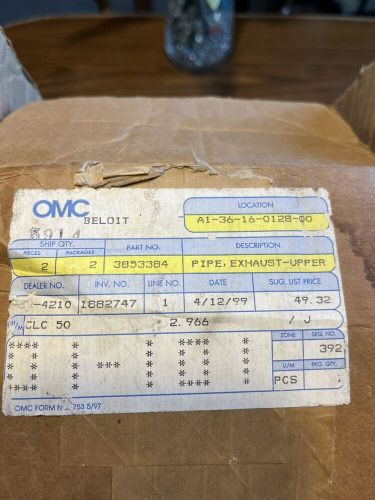 OMC
BELOIT
LOCATION
A1-36-16-0128-00
SHIP QTY.
PIECES PACKAGES PART NO. DESCRIPTION
2 2 3853384 PIPE, EXHAUST-UPPER
DEALER NO. INV. NO. LINE NO. DATE SUG. LIST PRICE
-4210 1882747 1 4/12/99 49.32
CLC 50 2.966 / J
ZONE SEQ. NO.
392
U/M PKG. QTY.
PCS
**** * * **** *
* * * * *
* * *** * * *
* * * * *
**** * * **** *
OMC FORM NO. 753 5/97